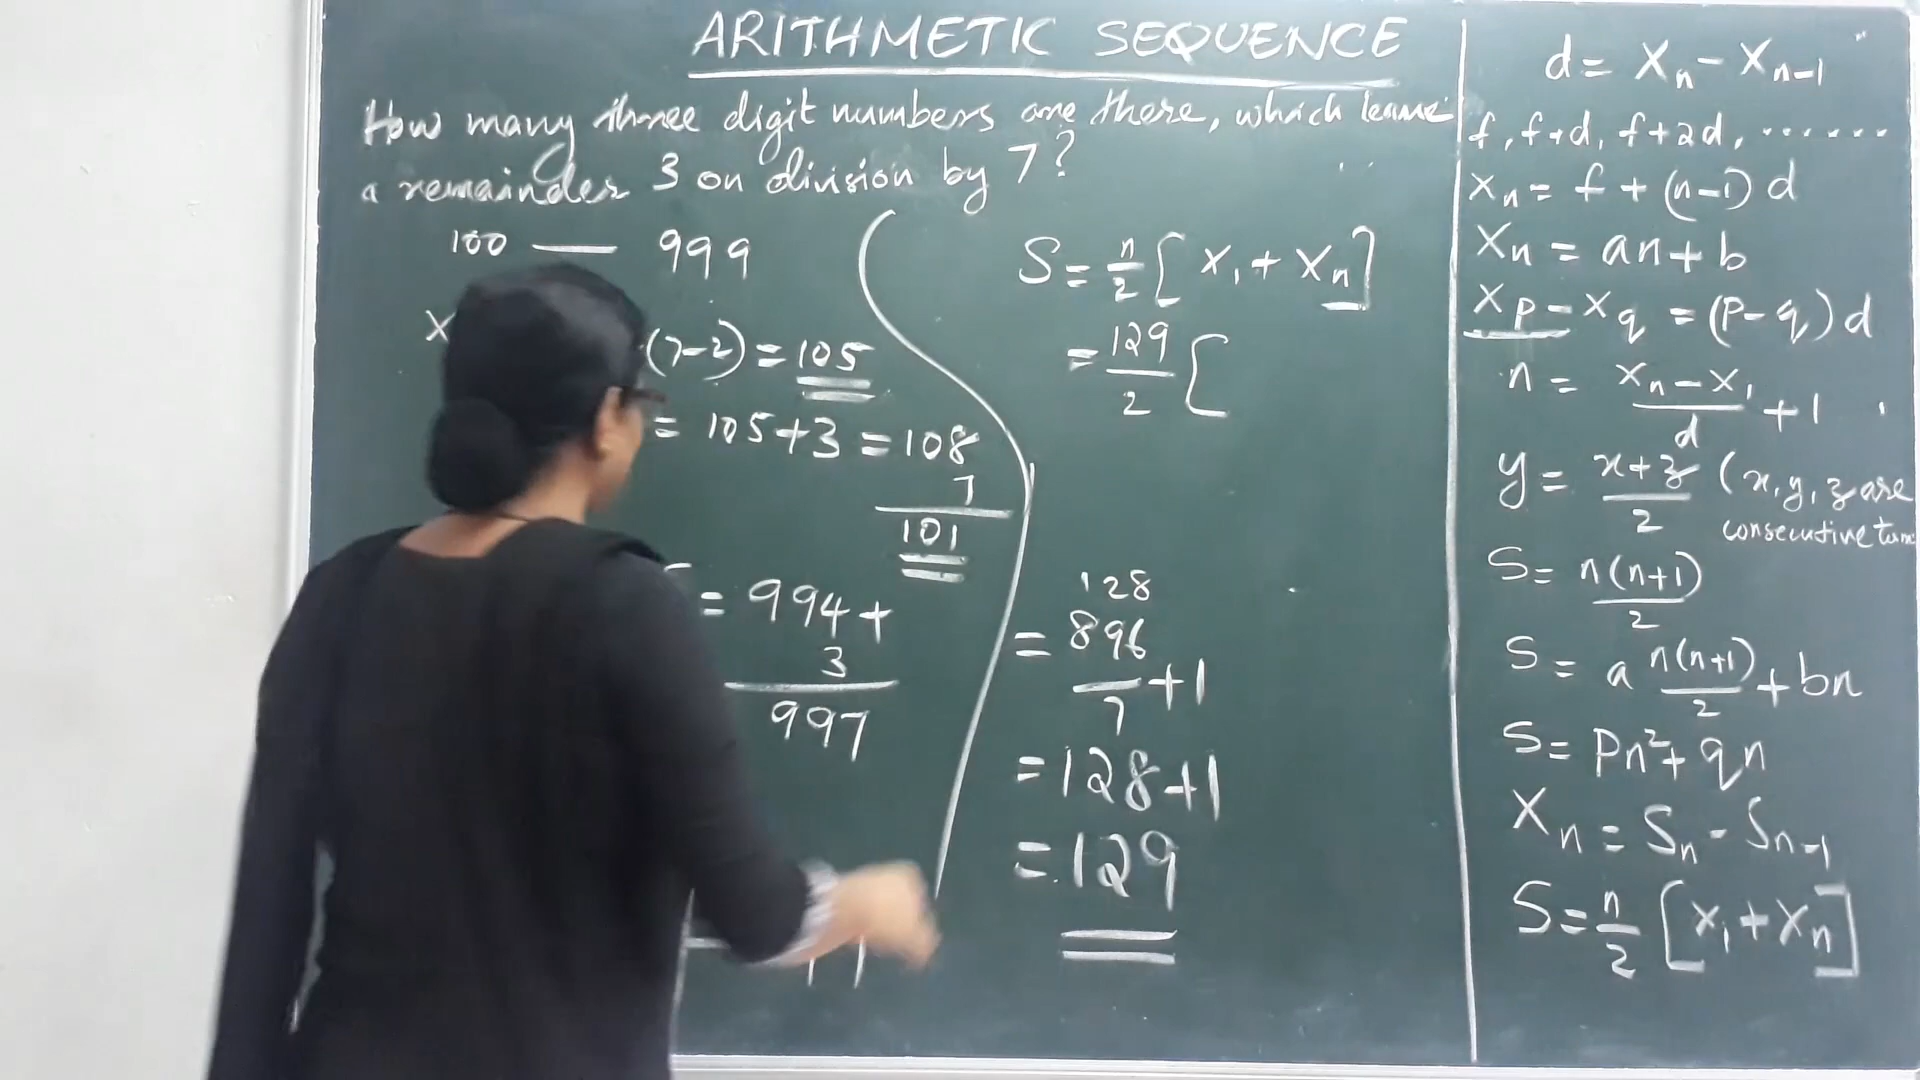 ARITHMETIC SEQUENCE
How many three digit numbers are there, which leave
a remainder 3 on division by 7?
100 — 999
X
(7-2) = 105
= 105+3 = 108
7
101
= 994+
3
997
S = n/2 [ X₁ + Xₙ ]
= 129/2 [
128
= 896/7 +1
= 128+1
= 129
d = Xₙ - Xₙ₋₁
f, f+d, f+2d, .......
Xₙ = f + (n-1) d
Xₙ = an+b
Xp - Xq = (P-q) d
n = (Xₙ - X₁)/d + 1
y = (x+z)/2 (x, y, z are
consecutive
S = n(n+1)/2
S = a n(n+1)/2 + bn
S = Pn² + qn
Xₙ = Sₙ - Sₙ₋₁
S = n/2 [ X₁ + Xₙ ]